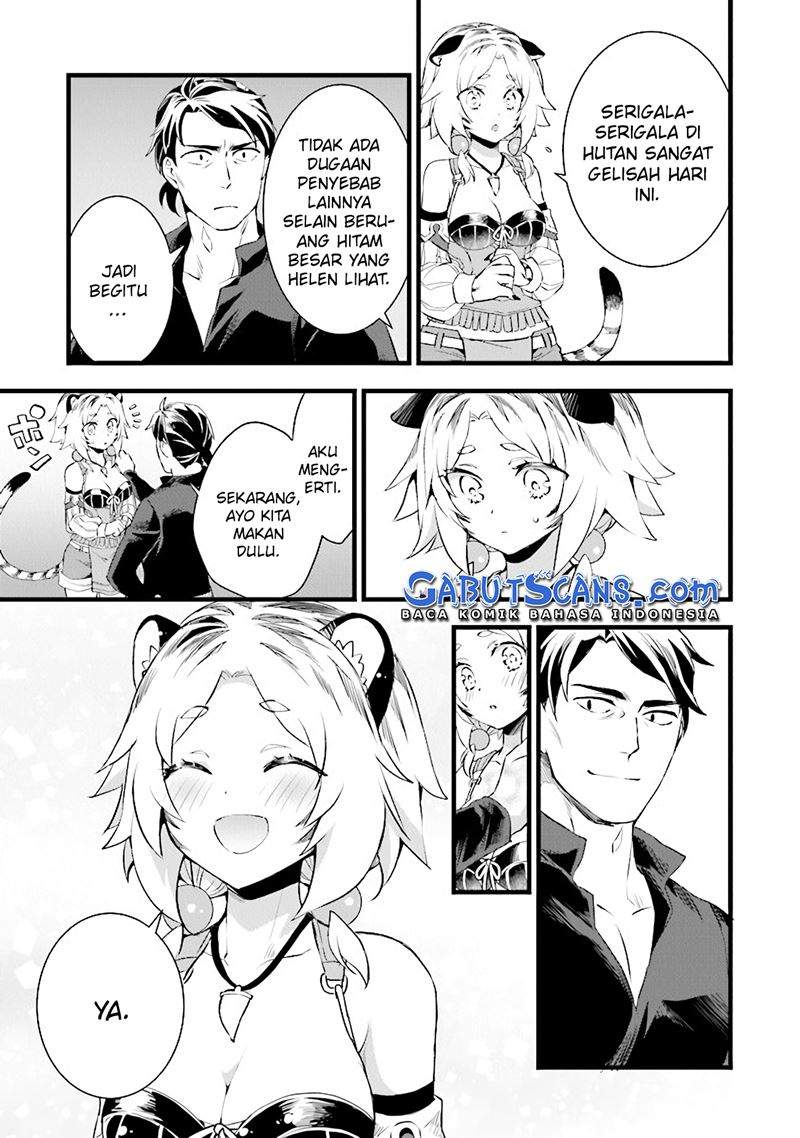 SERIGALA-
SERIGALA DI
HUTAN SANGAT
GELISAH HARI
INI.
TIDAK ADA
DUGAAN
PENYEBAB
LAINNYA
SELAIN BERU-
ANG HITAM
BESAR YANG
HELEN LIHAT.
JADI
BEGITU
...
AKU
MENG-
ERTI.
SEKARANG,
AYO KITA
MAKAN
DULU.
ポン
GABUTSCANS.COM
BACA KOMIK BAHASA INDONESIA
YA.